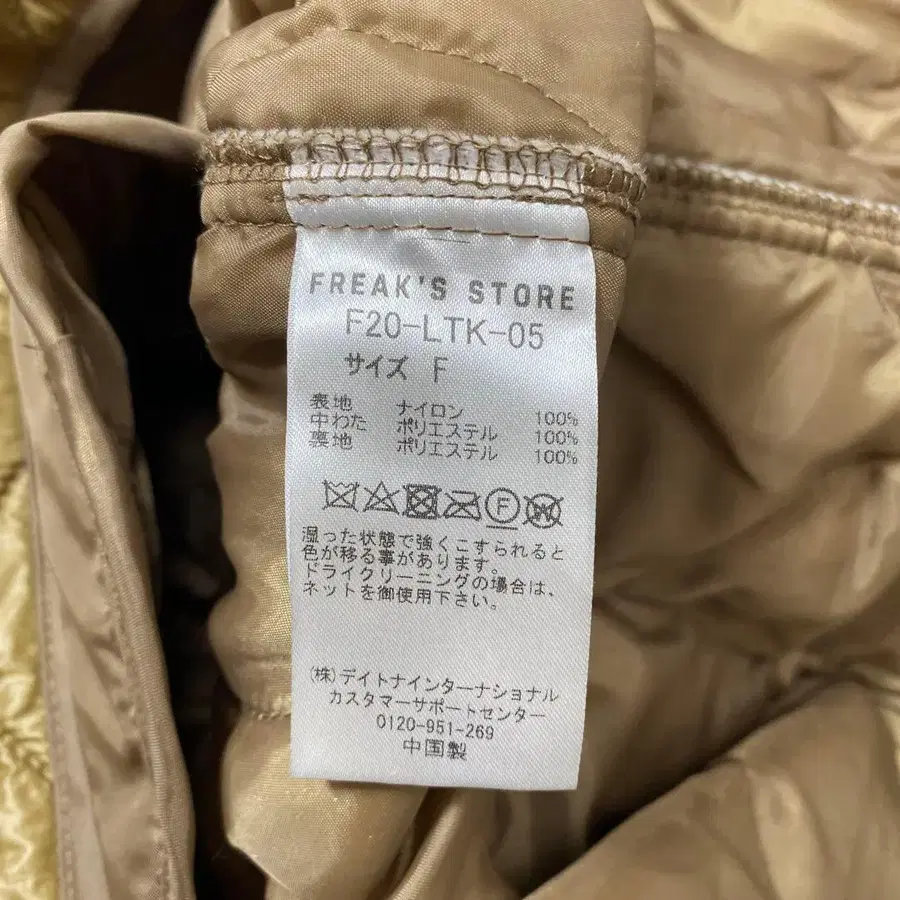 FREAK'S STORE
F20-LTK-05
サイズ F
表地 ナイロン 100%
中わた ポリエステル 100%
裏地 ポリエステル 100%
F W
湿った状態で強くこすられると
色が移る事があります。
ドライクリーニングの場合は、
ネットを御使用下さい。
(株)デイトナインターナショナル
カスタマーサポートセンター
0120-951-269
中国製